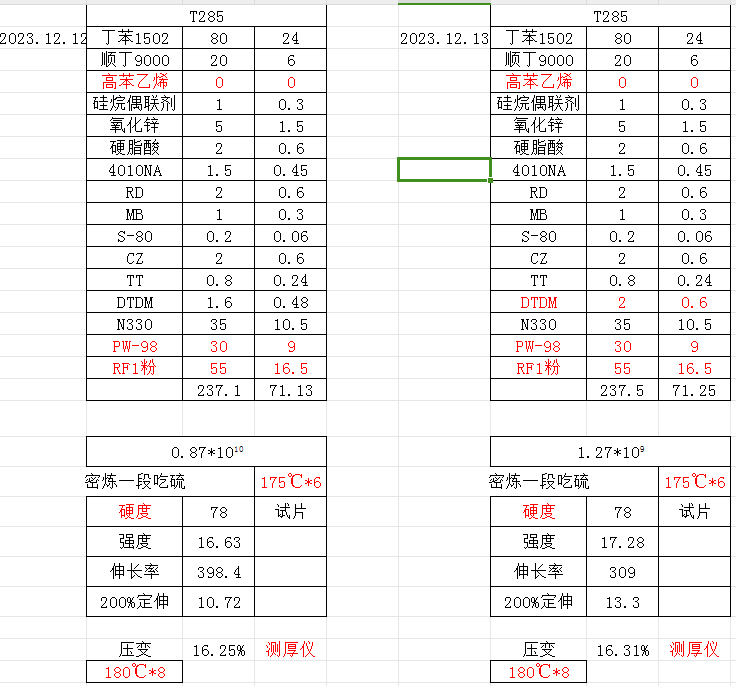 T285 T285
2023.12.12 丁苯1502 80 24 2023.12.13 丁苯1502 80 24
顺丁9000 20 6 顺丁9000 20 6
高苯乙烯 0 0 高苯乙烯 0 0
硅烷偶联剂 1 0.3 硅烷偶联剂 1 0.3
氧化锌 5 1.5 氧化锌 5 1.5
硬脂酸 2 0.6 硬脂酸 2 0.6
4010NA 1.5 0.45 4010NA 1.5 0.45
RD 2 0.6 RD 2 0.6
MB 1 0.3 MB 1 0.3
S-80 0.2 0.06 S-80 0.2 0.06
CZ 2 0.6 CZ 2 0.6
TT 0.8 0.24 TT 0.8 0.24
DTDM 1.6 0.48 DTDM 2 0.6
N330 35 10.5 N330 35 10.5
PW-98 30 9 PW-98 30 9
RF1粉 55 16.5 RF1粉 55 16.5
237.1 71.13 237.5 71.25
0.87*10¹⁰ 1.27*10⁹
密炼一段吃硫 175℃*6 密炼一段吃硫 175℃*6
硬度 78 试片 硬度 78 试片
强度 16.63 强度 17.28
伸长率 398.4 伸长率 309
200%定伸 10.72 200%定伸 13.3
压变 16.25% 测厚仪 压变 16.31% 测厚仪
180℃*8 180℃*8